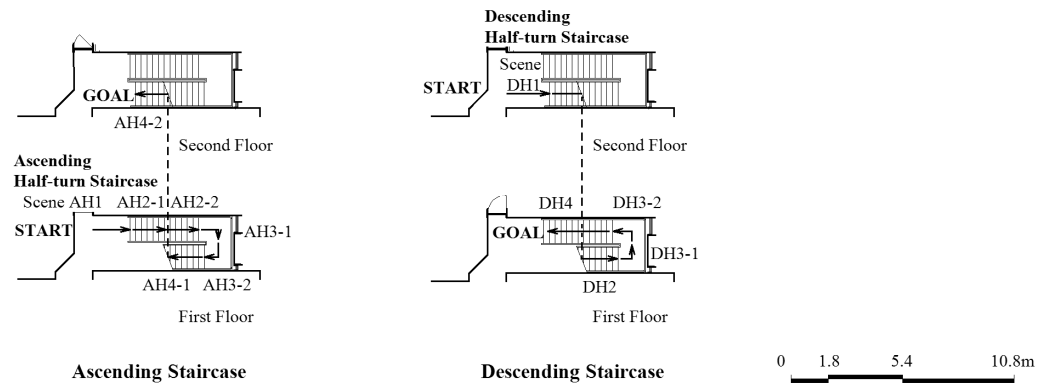 GOAL
AH4-2
Second Floor
Ascending
Half-turn Staircase
Scene AH1 AH2-1 AH2-2
START
AH3-1
AH4-1 AH3-2
First Floor
Ascending Staircase
Descending
Half-turn Staircase
Scene
DH1
START
Second Floor
DH4 DH3-2
GOAL
DH3-1
DH2
First Floor
Descending Staircase
0 1.8 5.4 10.8m